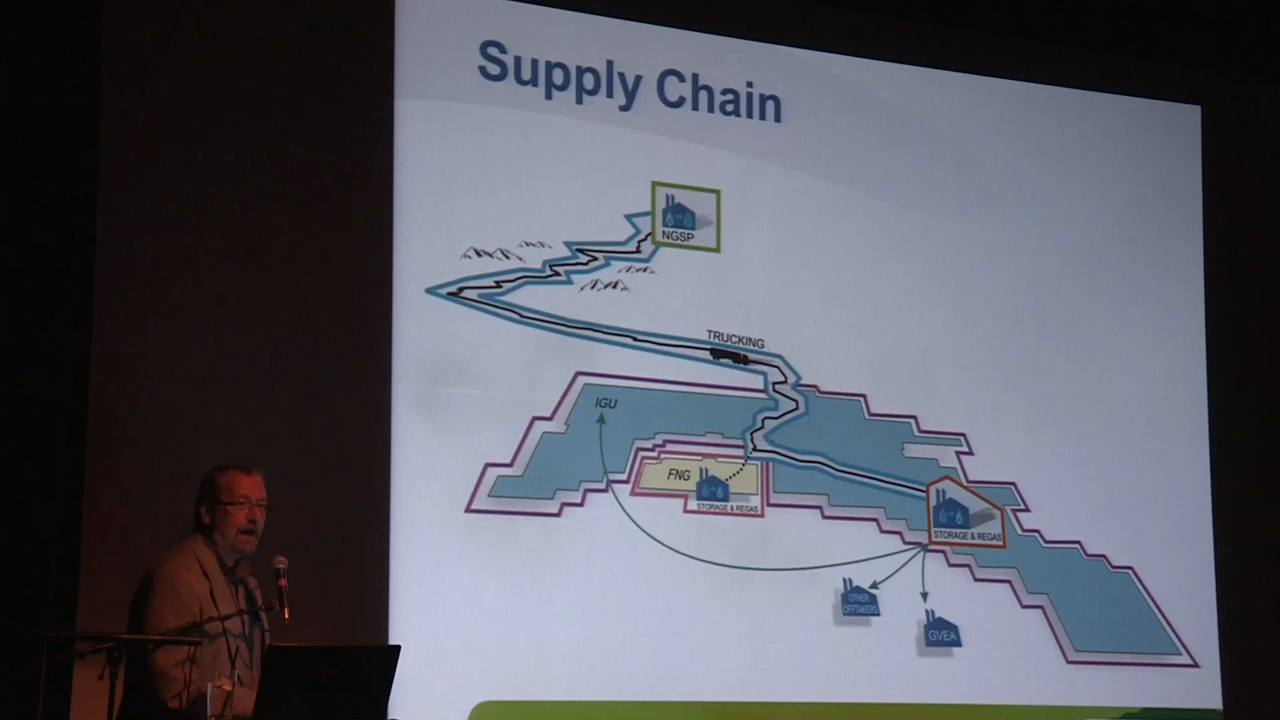 Supply Chain
NGSP
TRUCKING
IGU
FNG
STORAGE & REGAS
STORAGE & REGAS
OTHER
OFFTAKERS
GVEA